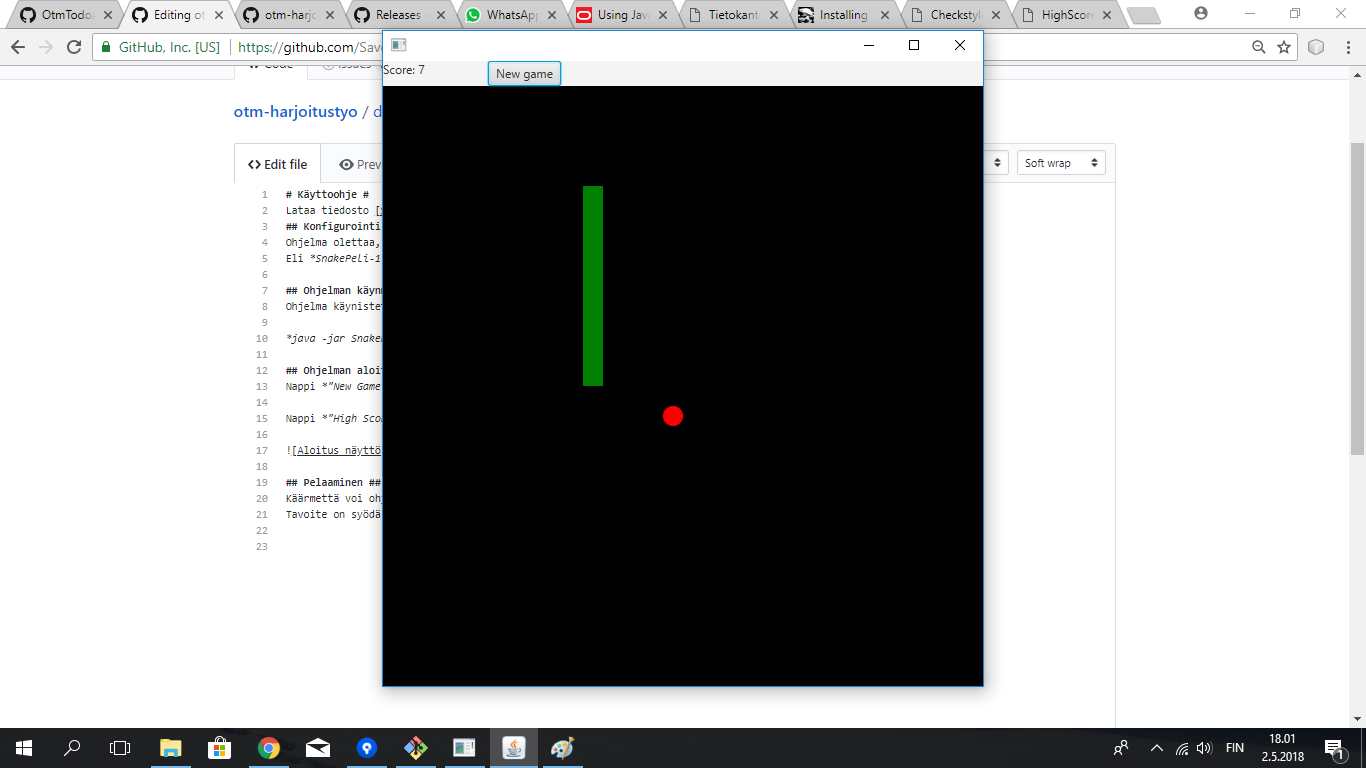 OtmTodo
Editing ot
otm-harjo
Releases
WhatsApp
Using Java
Tietokant
Installing
Checkstyl
HighScore
GitHub, Inc. [US]
https://github.com/Sav
Code
Issues
Score: 7
New game
otm-harjoitustyo / d
Edit file
Prev
Soft wrap
1 # Käyttoohje #
2 Lataa tiedosto [
3 ## Konfigurointi
4 Ohjelma olettaa,
5 Eli *SnakePeli-1
6
7 ## Ohjelman käyn
8 Ohjelma käyniste
9
10 *java -jar Snake
11
12 ## Ohjelman aloi
13 Nappi *"New Game
14
15 Nappi *"High Sco
16
17 ![Aloitus näyttö
18
19 ## Pelaaminen ##
20 Käärmettä voi oh
21 Tavoite on syödä
22
23
FIN
18.01
2.5.2018
1